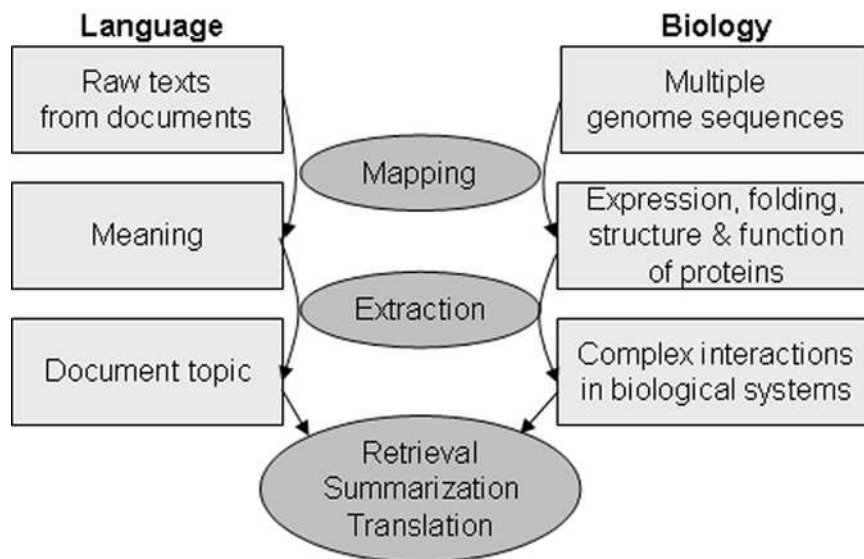 Language
Biology
Raw texts
from documents
Multiple
genome sequences
Mapping
Meaning
Expression, folding,
structure & function
of proteins
Extraction
Document topic
Complex interactions
in biological systems
Retrieval
Summarization
Translation